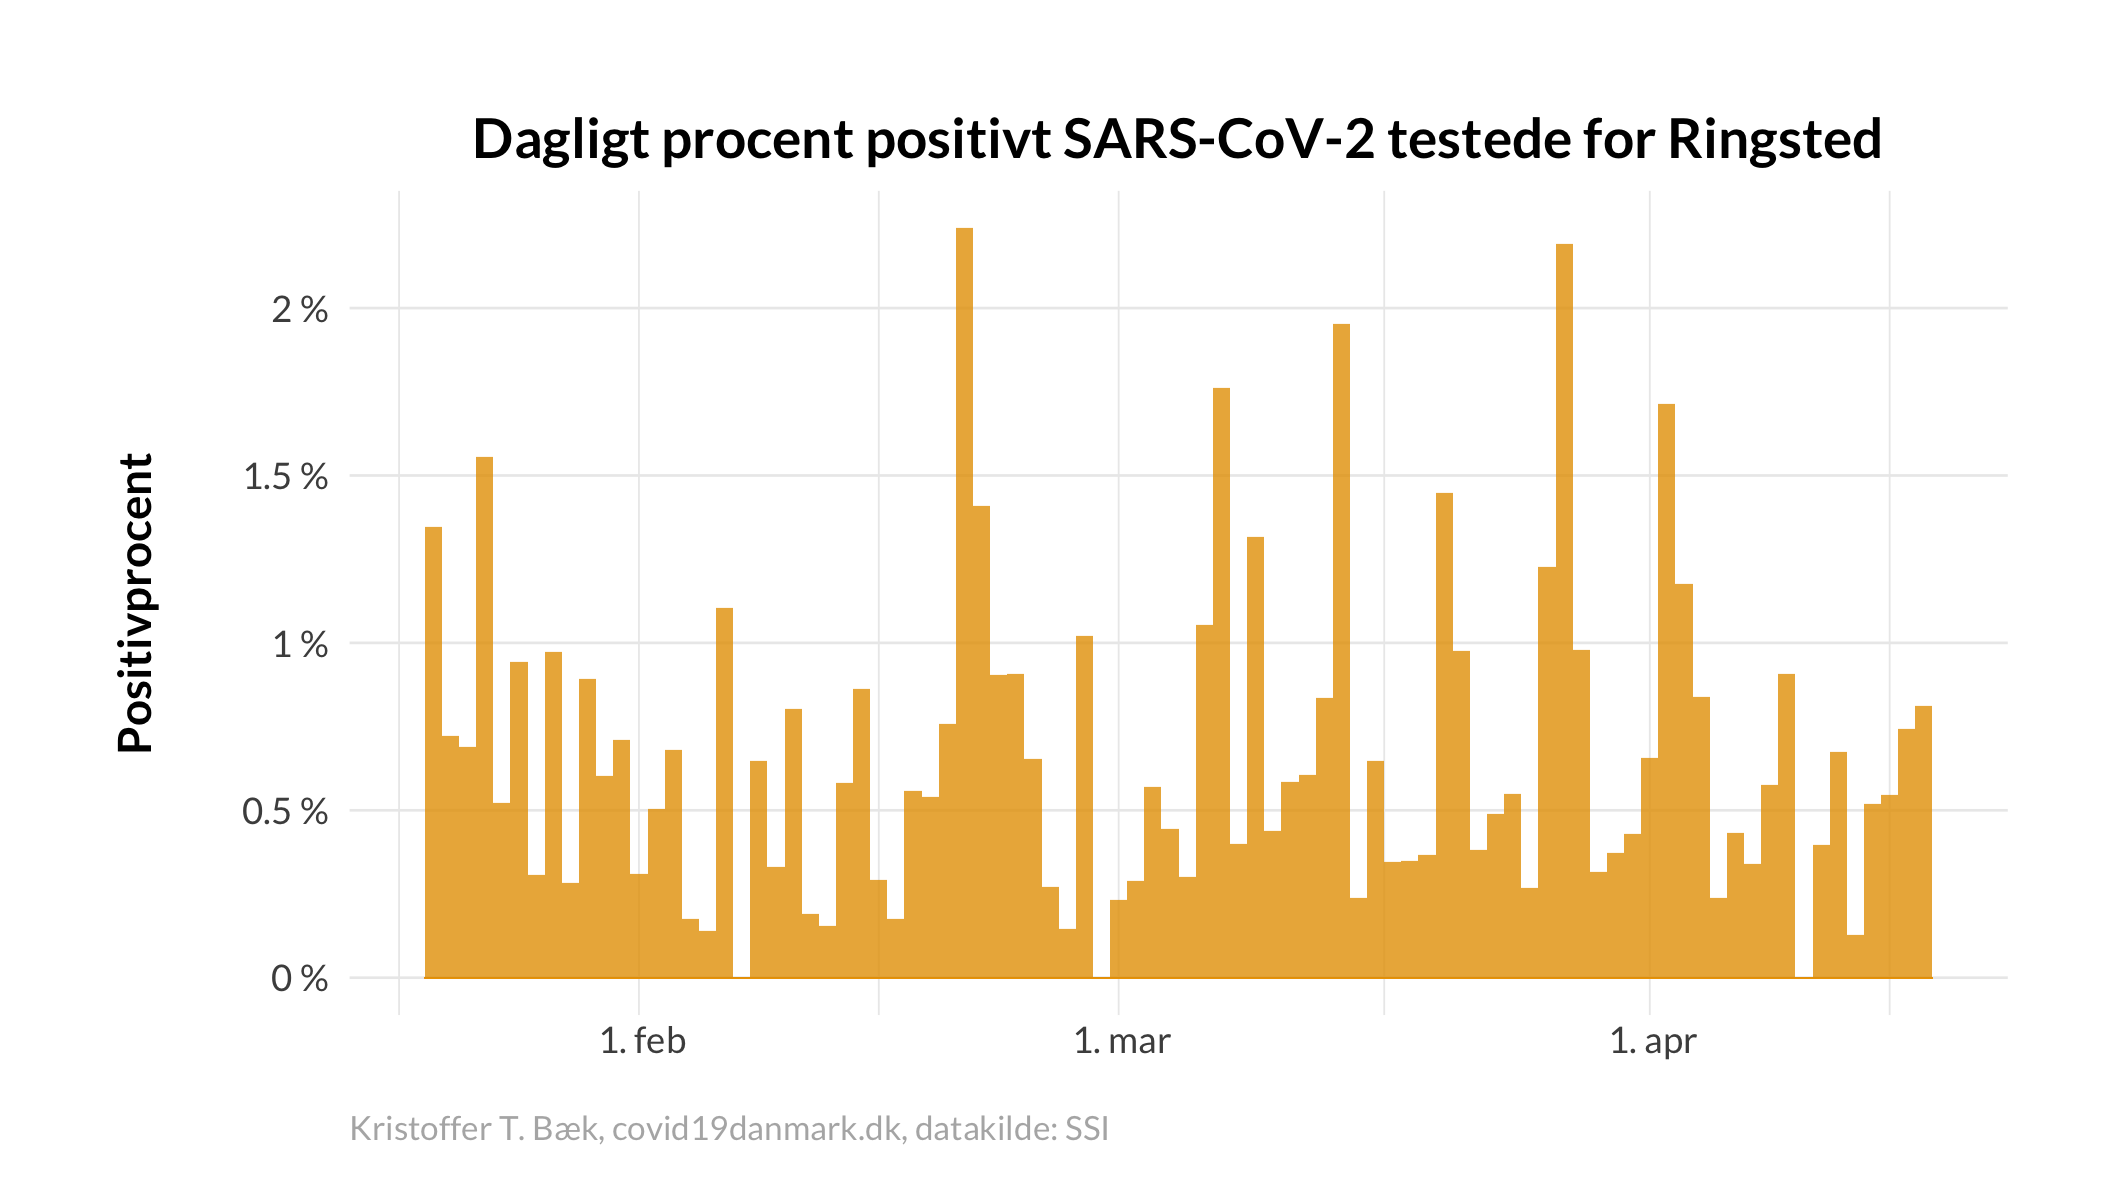 Dagligt procent positivt SARS-CoV-2 testede for Ringsted
Positivprocent
2 %
1.5 %
1 %
0.5 %
0 %
1. feb
1. mar
1. apr
Kristoffer T. Bæk, covid19danmark.dk, datakilde: SSI